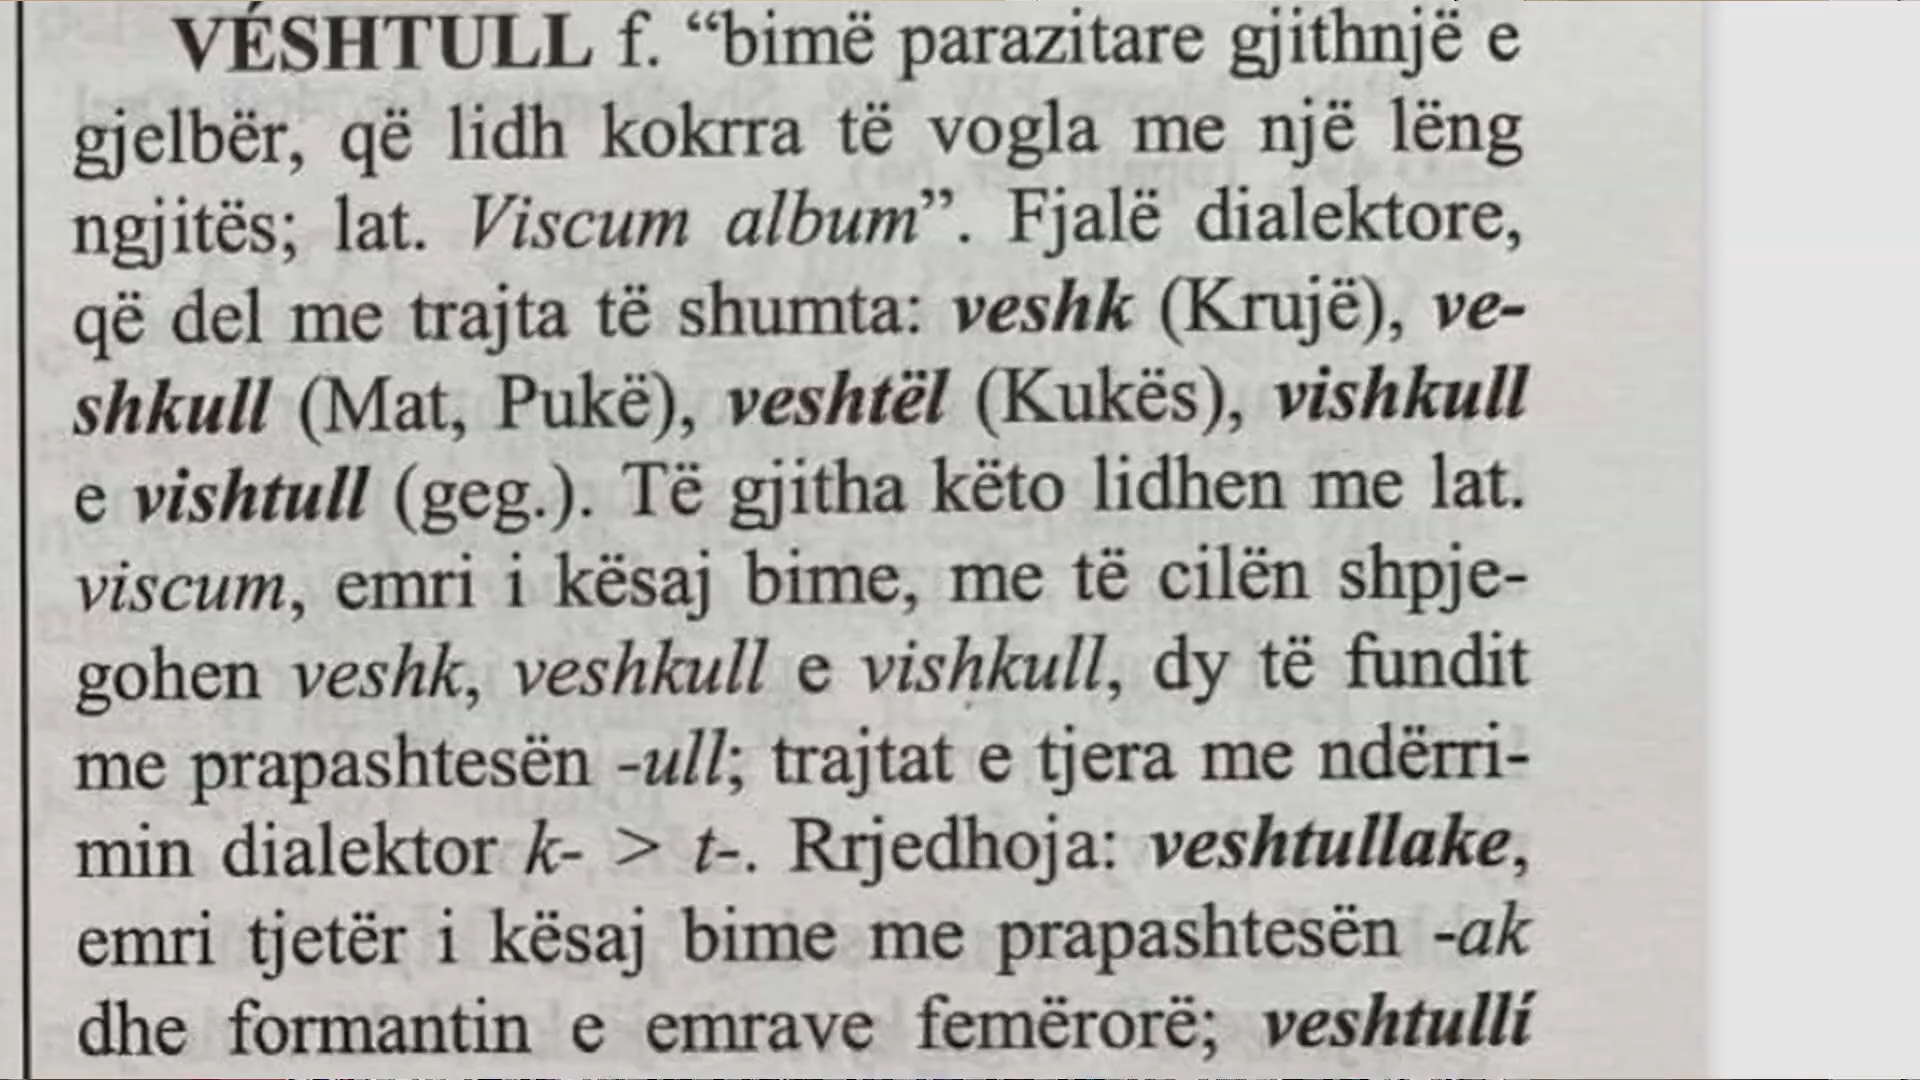 VÉSHTULL f. “bimë parazitare gjithnjë e
gjelbër, që lidh kokrra të vogla me një lëng
ngjitës; lat. Viscum album”. Fjalë dialektore,
që del me trajta të shumta: veshk (Krujë), ve-
shkull (Mat, Pukë), veshtël (Kukës), vishkull
e vishtull (geg.). Të gjitha këto lidhen me lat.
viscum, emri i kësaj bime, me të cilën shpje-
gohen veshk, veshkull e vishkull, dy të fundit
me prapashtesën -ull; trajtat e tjera me ndërri-
min dialektor k- > t-. Rrjedhoja: veshtullake,
emri tjetër i kësaj bime me prapashtesën -ak
dhe formantin e emrave femërorë; veshtullí